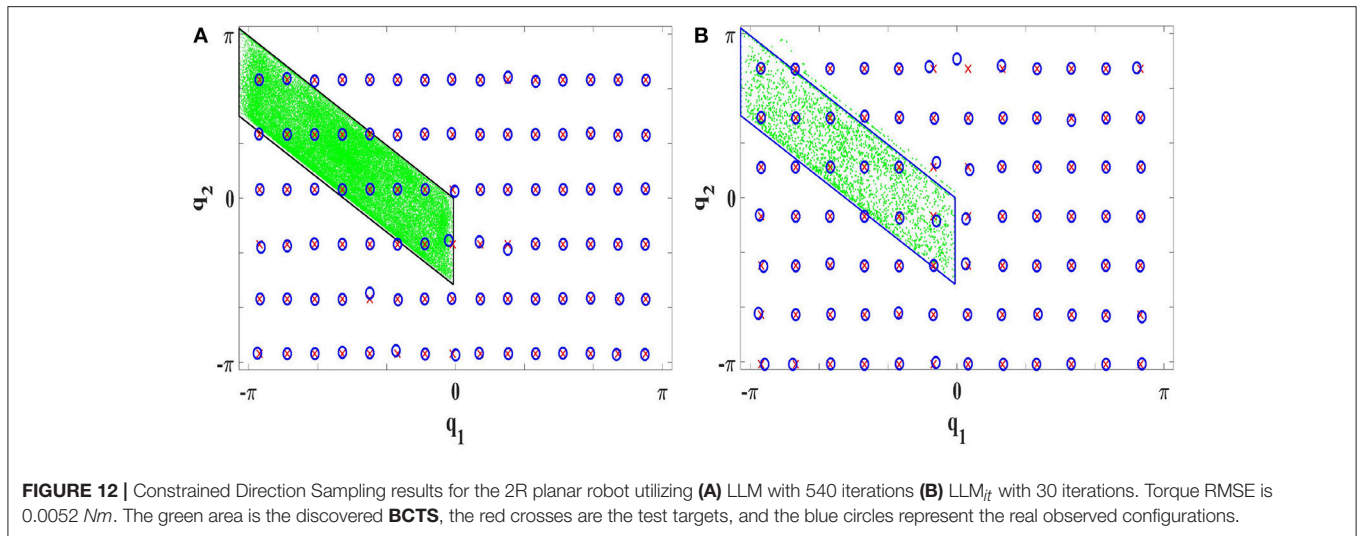 A
π
q2
0
-π
-π
0
π
q1
B
π
q2
0
-π
-π
0
π
q1
FIGURE 12 | Constrained Direction Sampling results for the 2R planar robot utilizing (A) LLM with 540 iterations (B) LLMit with 30 iterations. Torque RMSE is
0.0052 Nm. The green area is the discovered BCTS, the red crosses are the test targets, and the blue circles represent the real observed configurations.